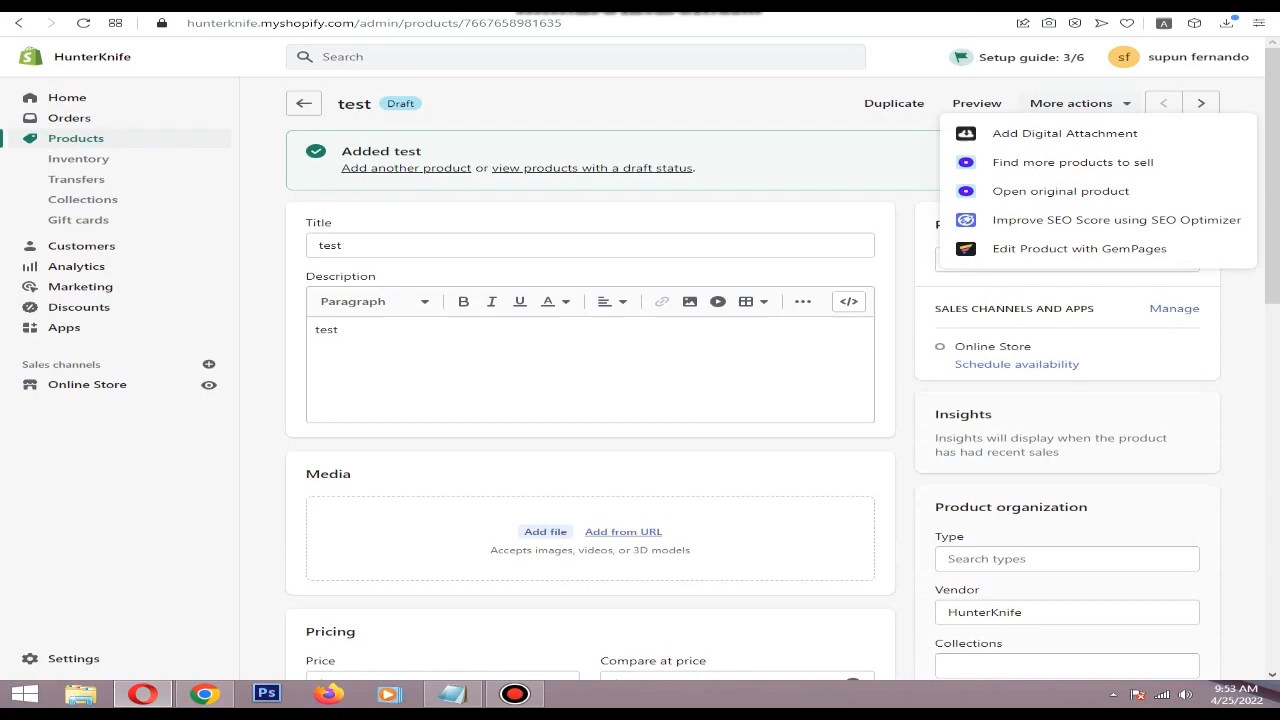 hunterknife.myshopify.com/admin/products/7667658981635
HunterKnife
Search
Setup guide: 3/6
sf
supun fernando
Home
Orders
Products
Inventory
Transfers
Collections
Gift cards
Customers
Analytics
Marketing
Discounts
Apps
Sales channels
Online Store
Settings
test
Draft
Duplicate
Preview
More actions
Add Digital Attachment
Find more products to sell
Open original product
Improve SEO Score using SEO Optimizer
Edit Product with GemPages
Added test
Add another product or view products with a draft status.
Title
test
Description
Paragraph
B I U A
</>
test
Media
Add file Add from URL
Accepts images, videos, or 3D models
Pricing
Price
Compare at price
SALES CHANNELS AND APPS
Manage
Online Store
Schedule availability
Insights
Insights will display when the product
has had recent sales
Product organization
Type
Search types
Vendor
HunterKnife
Collections
Ps
9:53 AM
4/25/2022